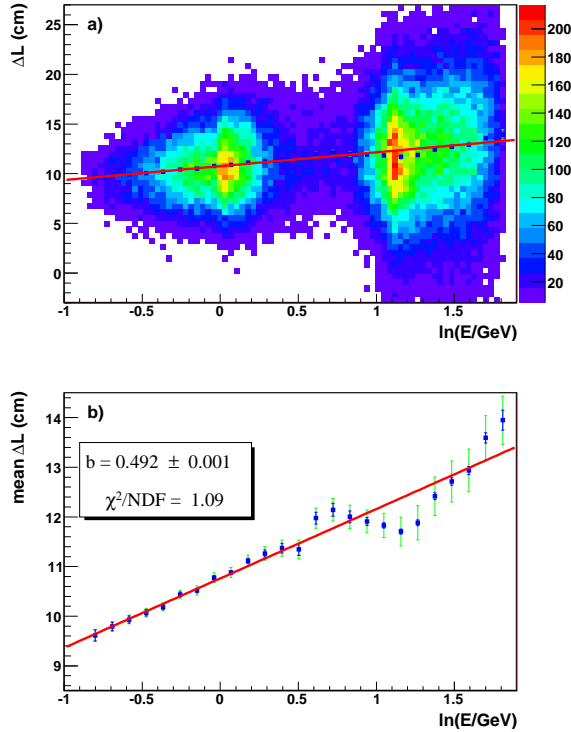 a)
ΔL (cm)
25
20
15
10
5
0
-1 -0.5 0 0.5 1 1.5
ln(E/GeV)
200
180
160
140
120
100
80
60
40
20
b)
mean ΔL (cm)
14
13
12
11
10
9
b = 0.492 ± 0.001
χ²/NDF = 1.09
-1 -0.5 0 0.5 1 1.5
ln(E/GeV)